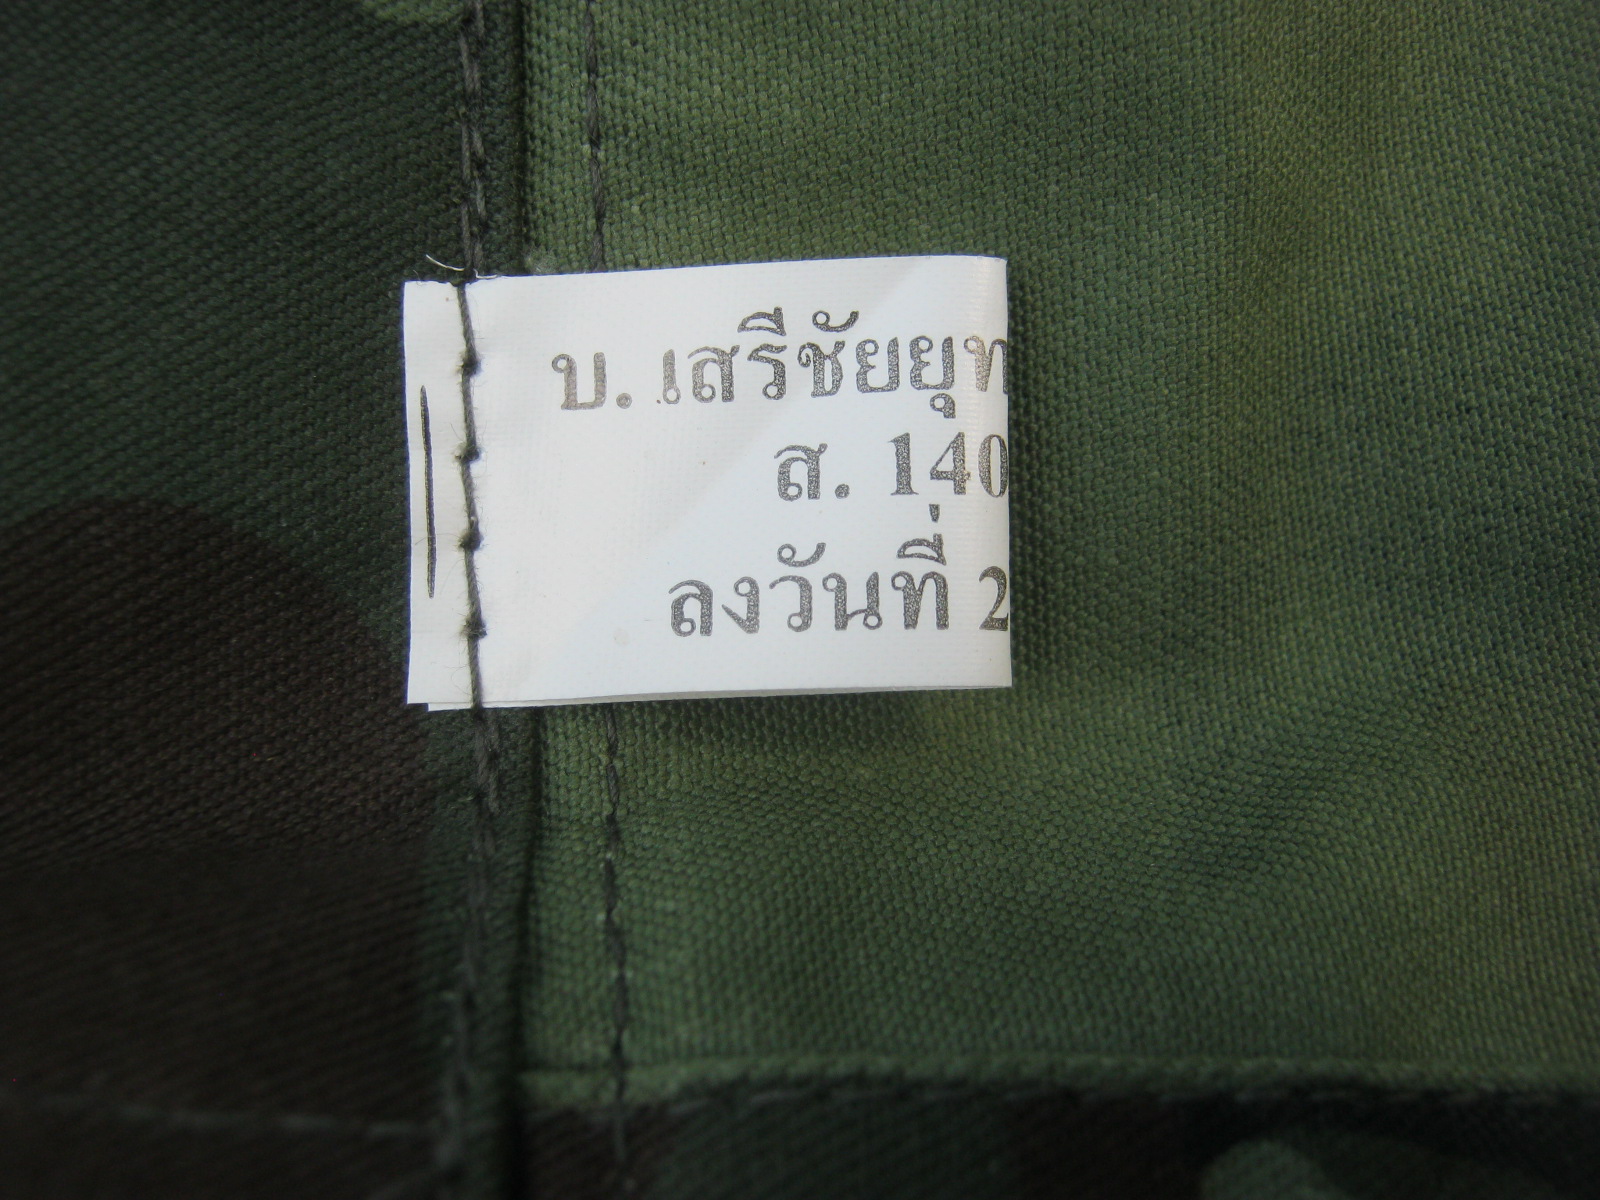 บ. เสรีชัยยุท
ส. 140
ลงวันที่ 2